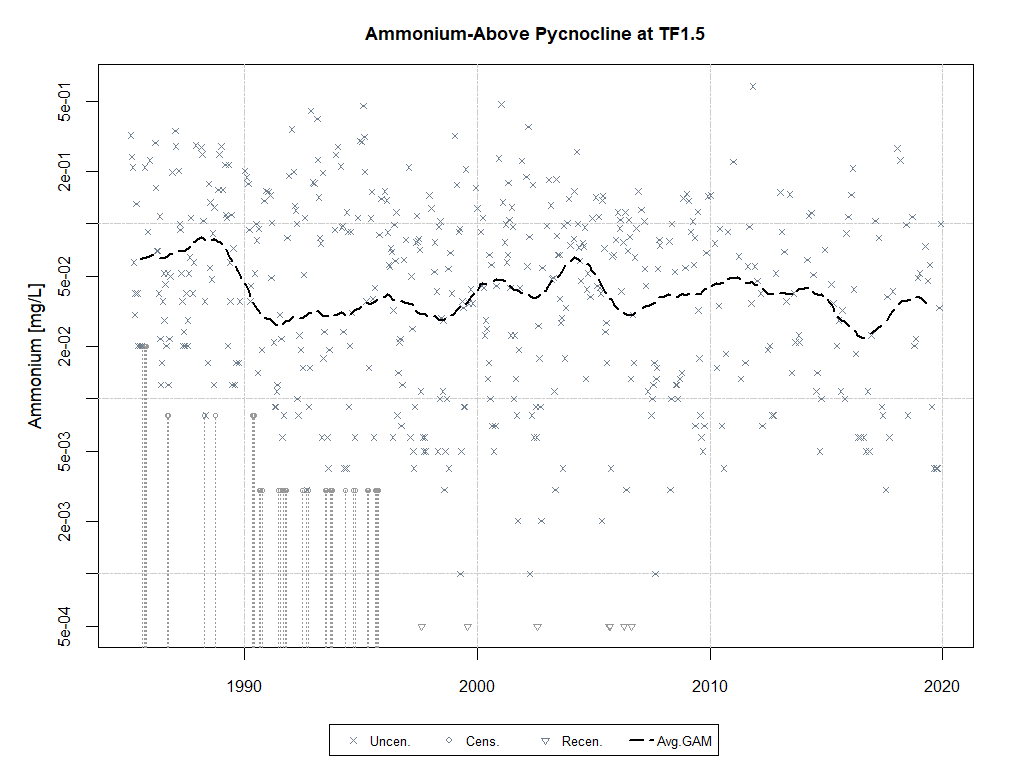 Ammonium-Above Pycnocline at TF1.5
Ammonium [mg/L]
5e-01
2e-01
5e-02
2e-02
5e-03
2e-03
5e-04
1990 2000 2010 2020
Uncen. Cens. Recen. Avg.GAM